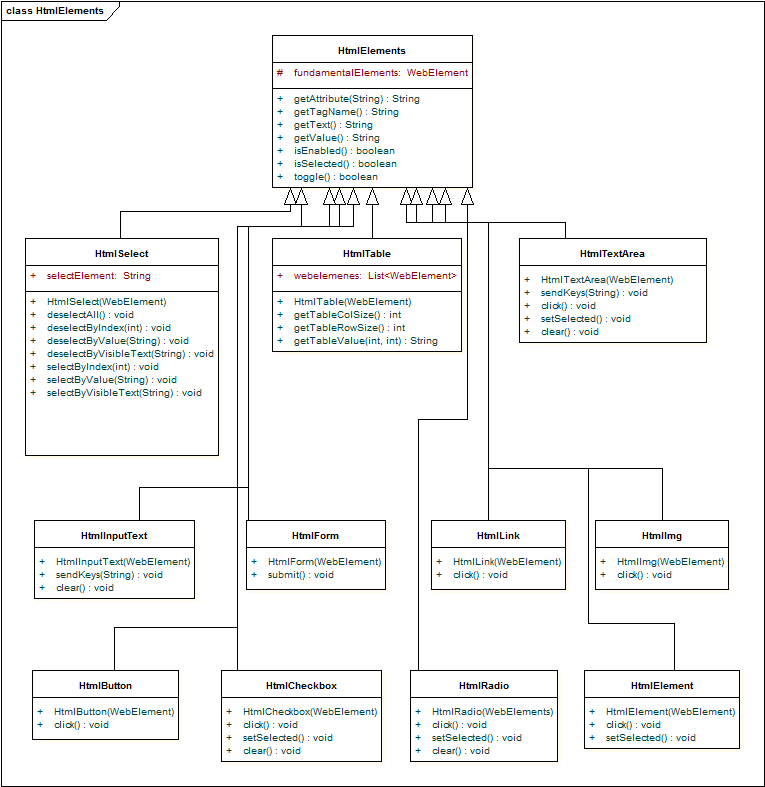 class HtmlElements
HtmlElements
# fundamentalElements: WebElement
+ getAttribute(String) : String
+ getTagName() : String
+ getText() : String
+ getValue() : String
+ isEnabled() : boolean
+ isSelected() : boolean
+ toggle() : boolean
HtmlSelect
+ selectElement: String
+ HtmlSelect(WebElement)
+ deselectAll() : void
+ deselectByIndex(int) : void
+ deselectByValue(String) : void
+ deselectByVisibleText(String) : void
+ selectByIndex(int) : void
+ selectByValue(String) : void
+ selectByVisibleText(String) : void
HtmlTable
+ webelemenes: List<WebElement>
+ HtmlTable(WebElement)
+ getTableColSize() : int
+ getTableRowSize() : int
+ getTableValue(int, int) : String
HtmlTextArea
+ HtmlTextArea(WebElement)
+ sendKeys(String) : void
+ click() : void
+ setSelected() : void
+ clear() : void
HtmlInputText
+ HtmlInputText(WebElement)
+ sendKeys(String) : void
+ clear() : void
HtmlForm
+ HtmlForm(WebElement)
+ submit() : void
HtmlLink
+ HtmlLink(WebElement)
+ click() : void
HtmlImg
+ HtmlImg(WebElement)
+ click() : void
HtmlButton
+ HtmlButton(WebElement)
+ click() : void
HtmlCheckbox
+ HtmlCheckbox(WebElement)
+ click() : void
+ setSelected() : void
+ clear() : void
HtmlRadio
+ HtmlRadio(WebElements)
+ click() : void
+ setSelected() : void
+ clear() : void
HtmlElement
+ HtmlElement(WebElement)
+ click() : void
+ setSelected() : void